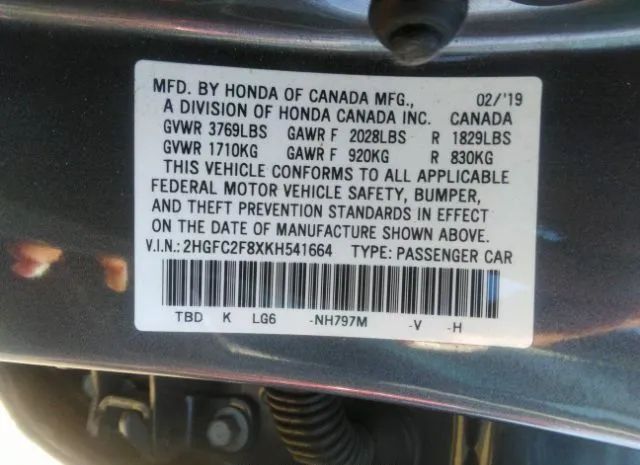 MFD. BY HONDA OF CANADA MFG., 02/'19
A DIVISION OF HONDA CANADA INC. CANADA
GVWR 3769LBS GAWR F 2028LBS R 1829LBS
GVWR 1710KG GAWR F 920KG R 830KG
THIS VEHICLE CONFORMS TO ALL APPLICABLE
FEDERAL MOTOR VEHICLE SAFETY, BUMPER,
AND THEFT PREVENTION STANDARDS IN EFFECT
ON THE DATE OF MANUFACTURE SHOWN ABOVE.
V.I.N.: 2HGFC2F8XKH541664 TYPE: PASSENGER CAR
TBD K LG6 -NH797M -V -H